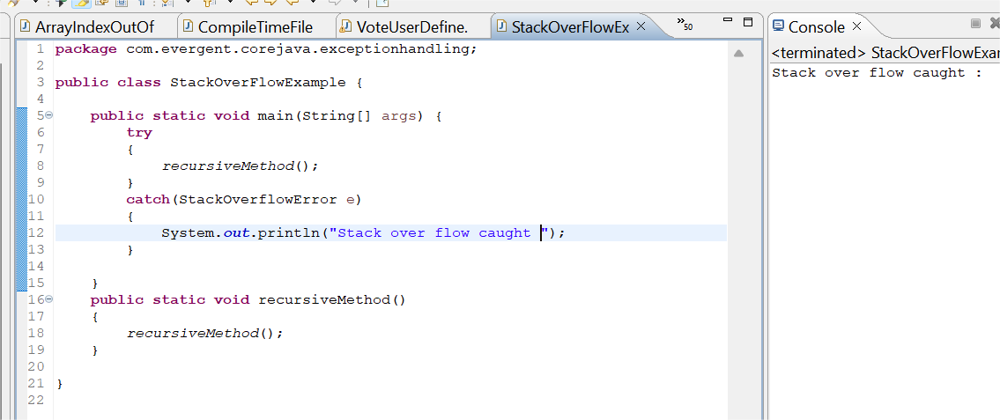 ArrayIndexOutOf CompileTimeFile VoteUserDefine. StackOverFlowEx »50
1 package com.evergent.corejava.exceptionhandling;
2
3 public class StackOverFlowExample {
4
5 public static void main(String[] args) {
6 try
7 {
8 recursiveMethod();
9 }
10 catch(StackOverflowError e)
11 {
12 System.out.println("Stack over flow caught ");
13 }
14
15 }
16 public static void recursiveMethod()
17 {
18 recursiveMethod();
19 }
20
21 }
22
Console
<terminated> StackOverFlowExar
Stack over flow caught :